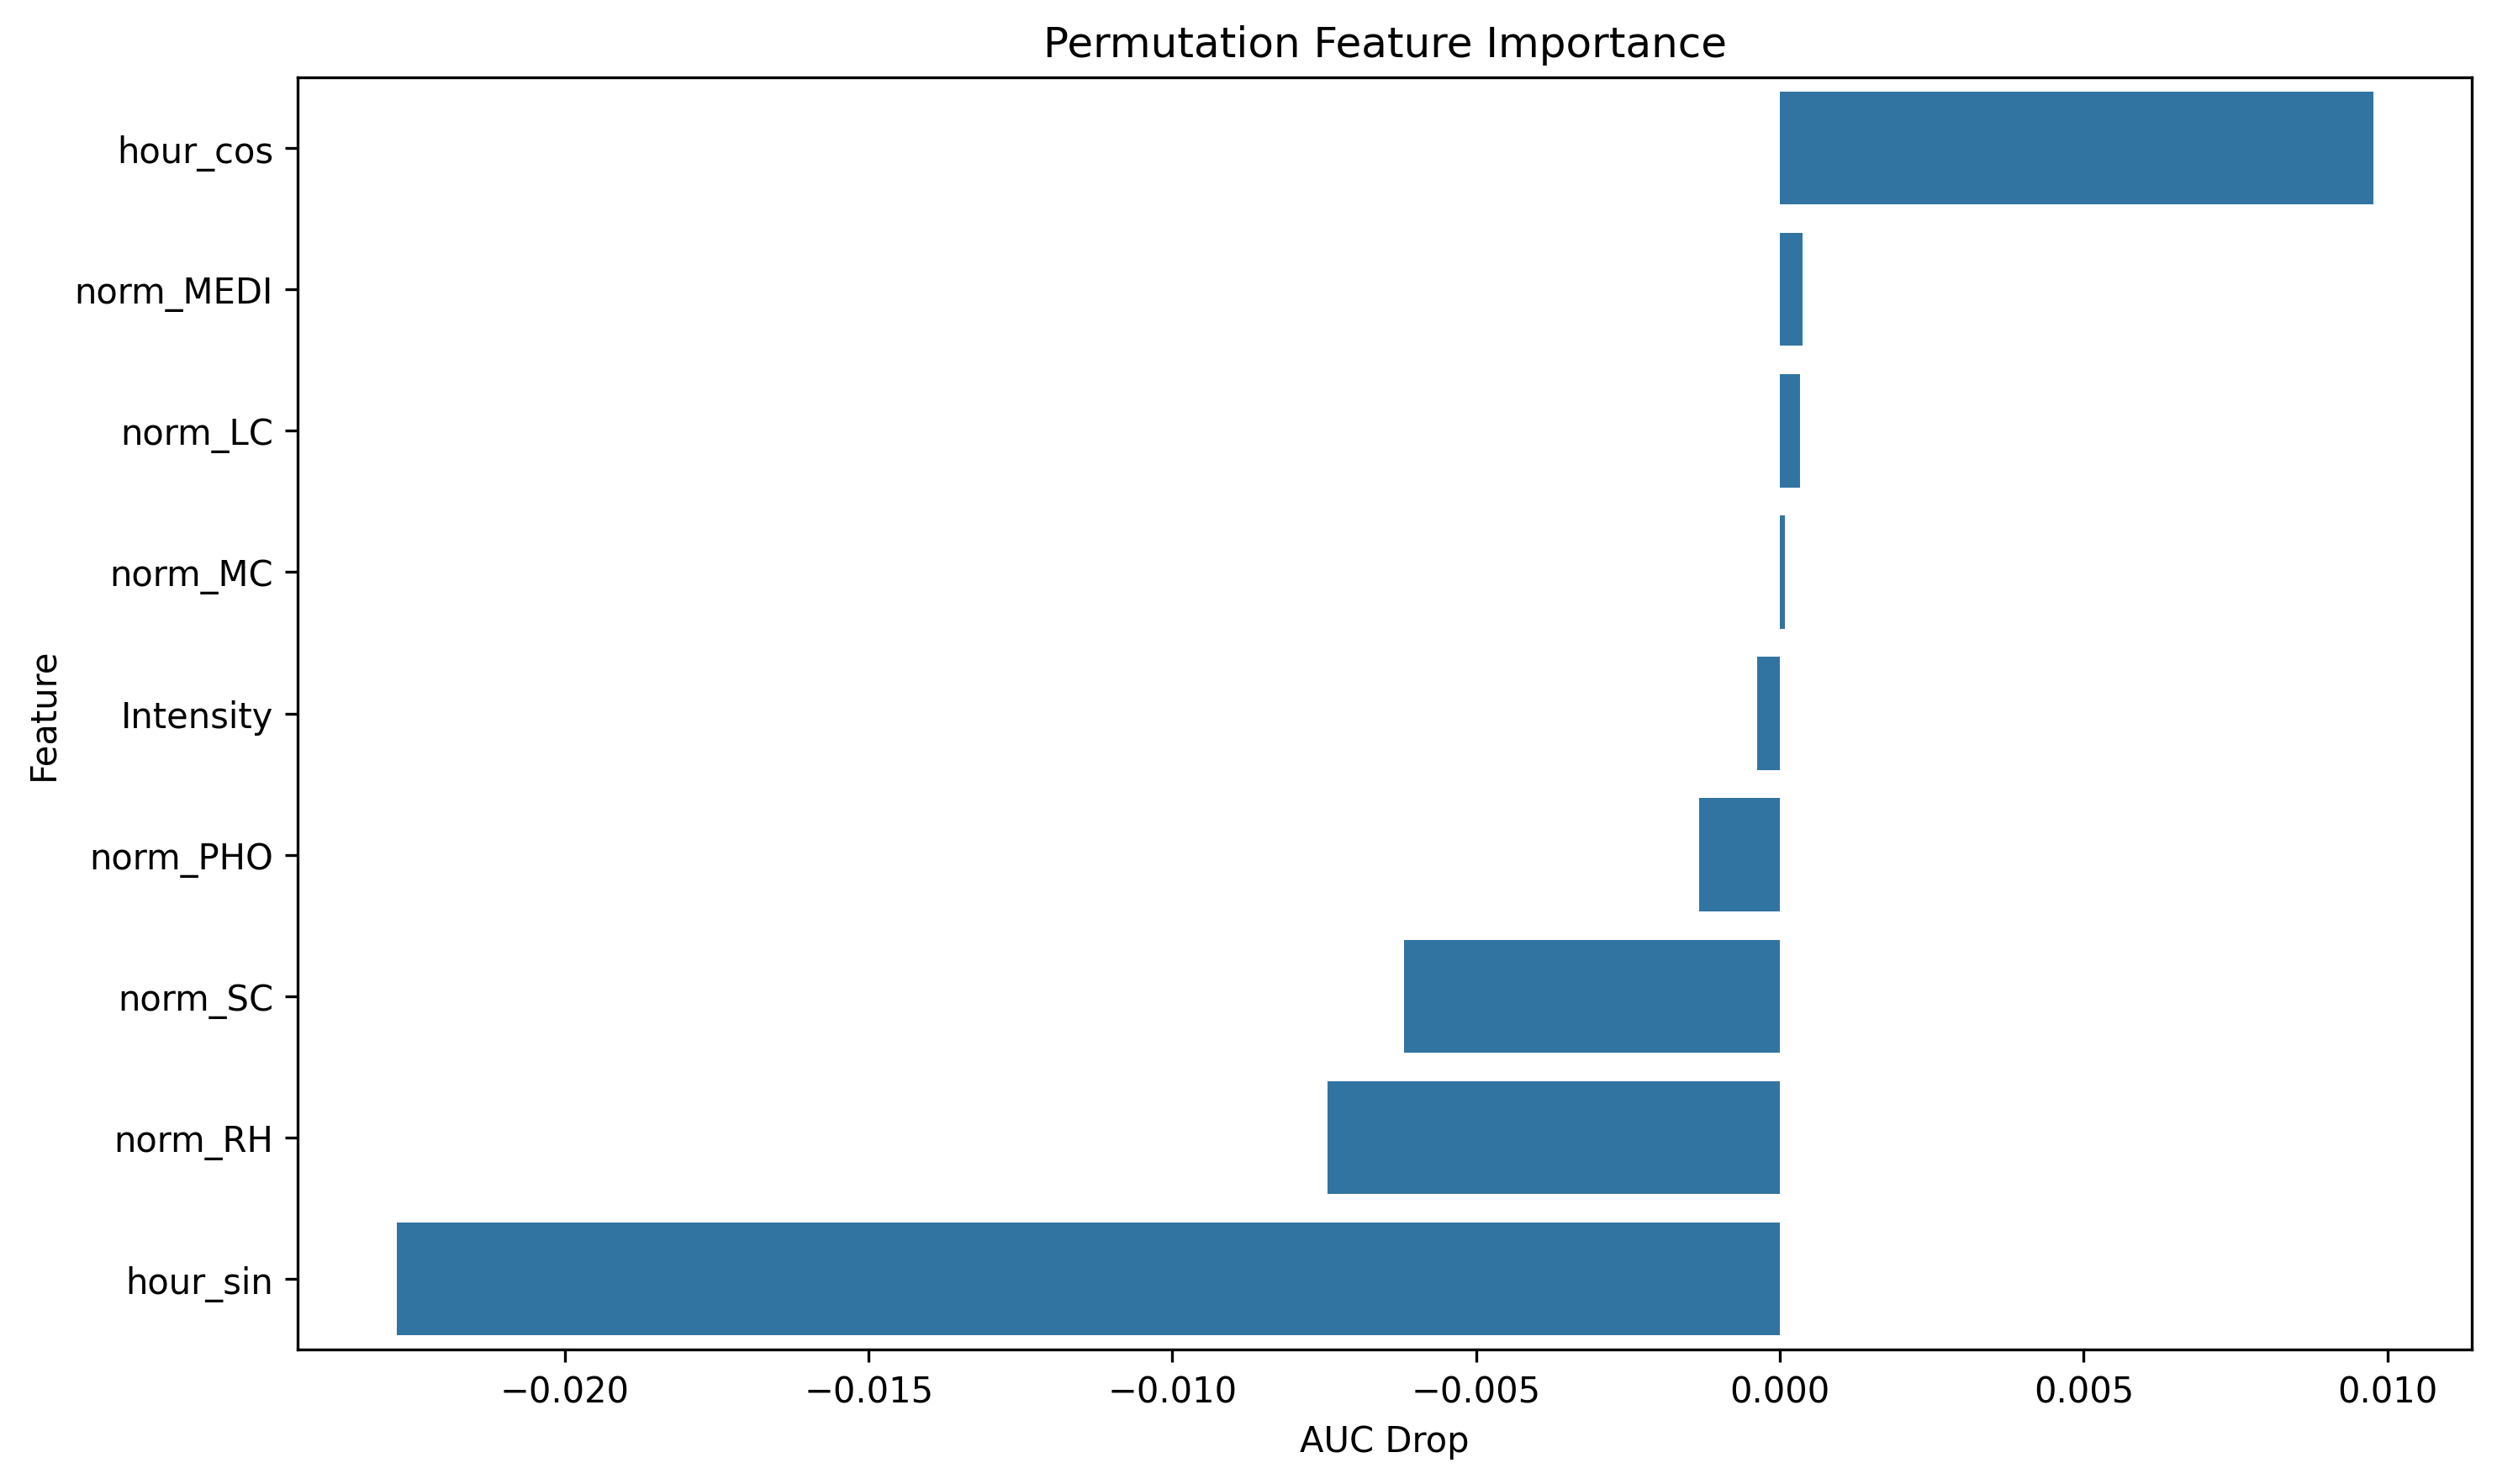 Permutation Feature Importance
hour_cos
norm_MEDI
norm_LC
norm_MC
Intensity
norm_PHO
norm_SC
norm_RH
hour_sin
Feature
−0.020 −0.015 −0.010 −0.005 0.000 0.005 0.010
AUC Drop